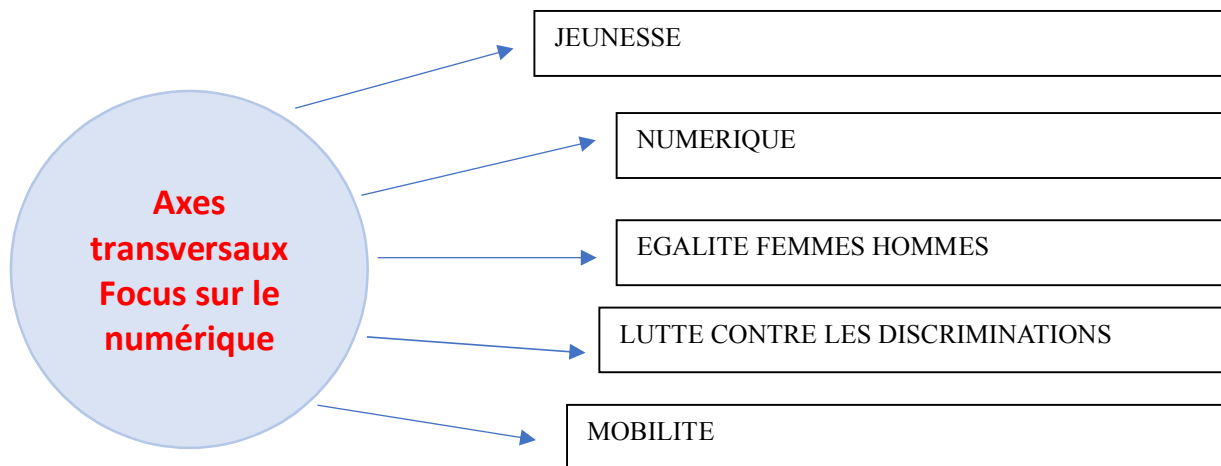 JEUNESSE
NUMERIQUE
Axes
transversaux
Focus sur le
numérique
EGALITE FEMMES HOMMES
LUTTE CONTRE LES DISCRIMINATIONS
MOBILITE